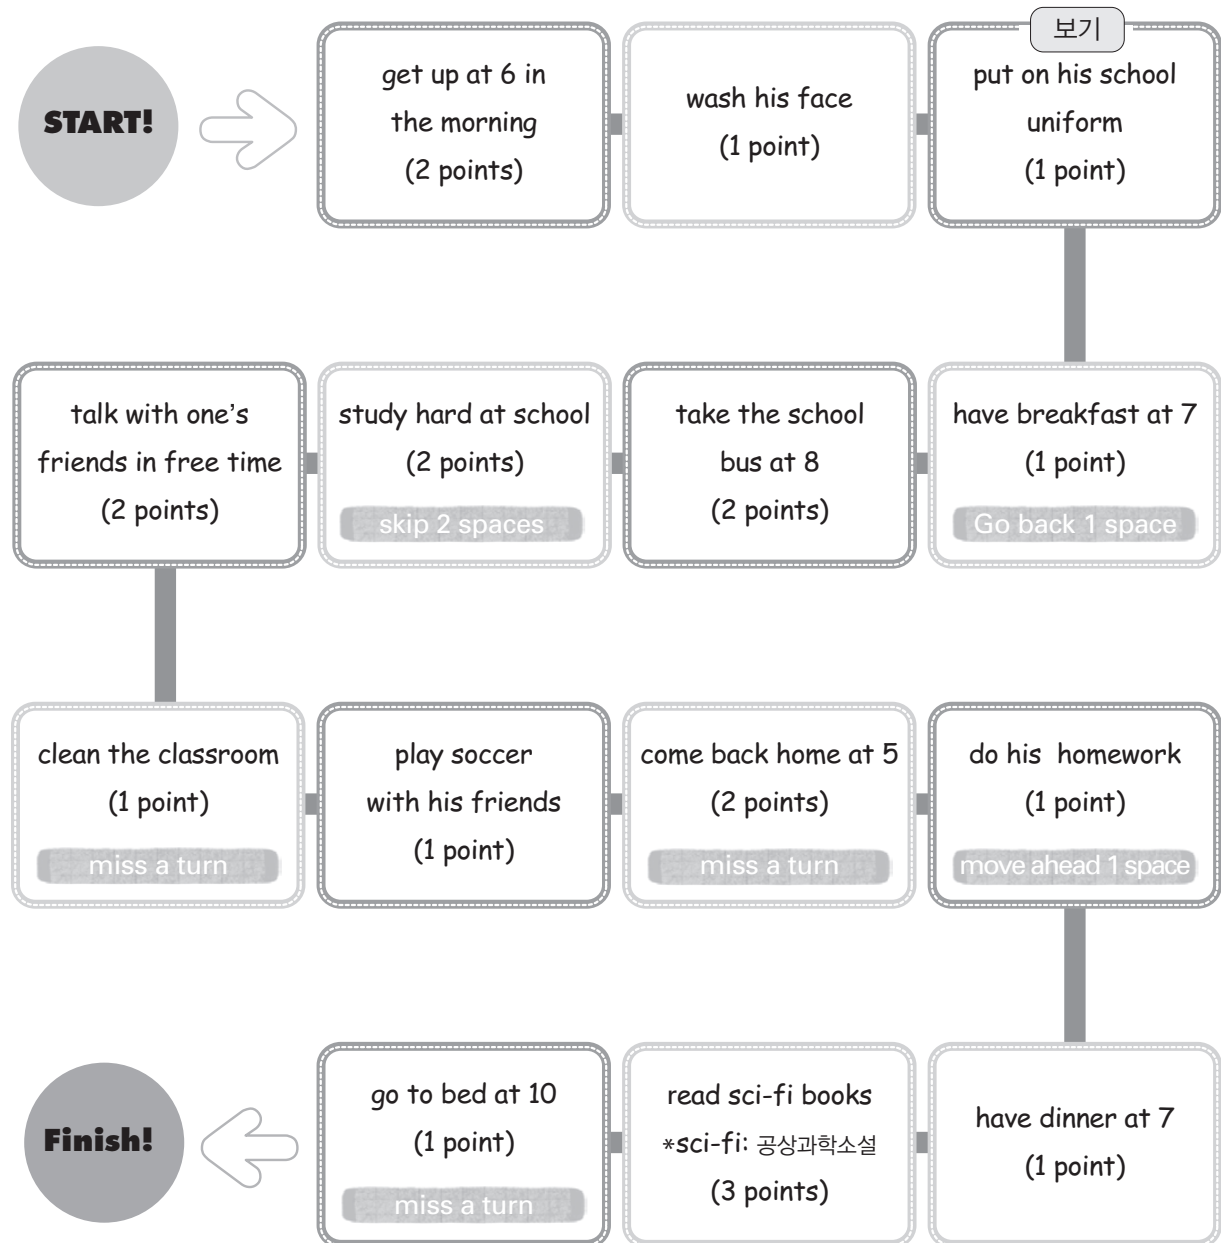 START!
get up at 6 in
the morning
(2 points)
wash his face
(1 point)
보기
put on his school
uniform
(1 point)
have breakfast at 7
(1 point)
Go back 1 space
take the school
bus at 8
(2 points)
study hard at school
(2 points)
skip 2 spaces
talk with one's
friends in free time
(2 points)
clean the classroom
(1 point)
miss a turn
play soccer
with his friends
(1 point)
come back home at 5
(2 points)
miss a turn
do his homework
(1 point)
move ahead 1 space
have dinner at 7
(1 point)
read sci-fi books
*sci-fi: 공상과학소설
(3 points)
go to bed at 10
(1 point)
miss a turn
Finish!